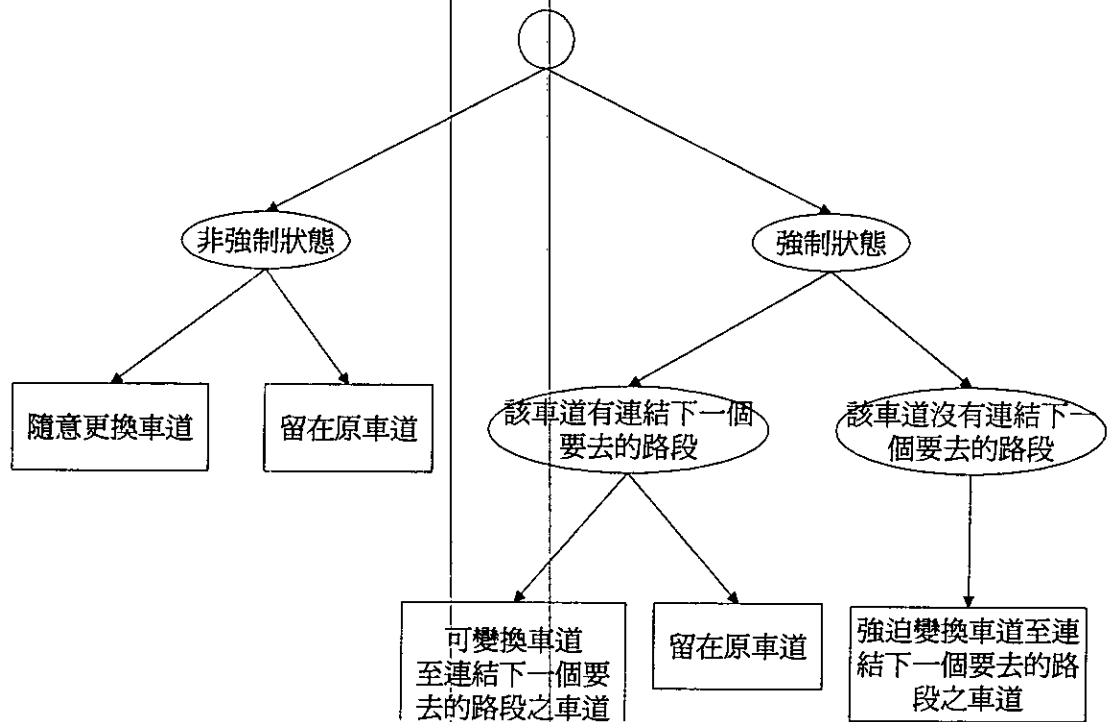 非強制狀態
強制狀態
隨意更換車道
留在原車道
該車道有連結下一個
要去的路段
該車道沒有連結下一
個要去的路段
可變換車道
至連結下一個要
去的路段之車道
留在原車道
強迫變換車道至連
結下一個要去的路
段之車道